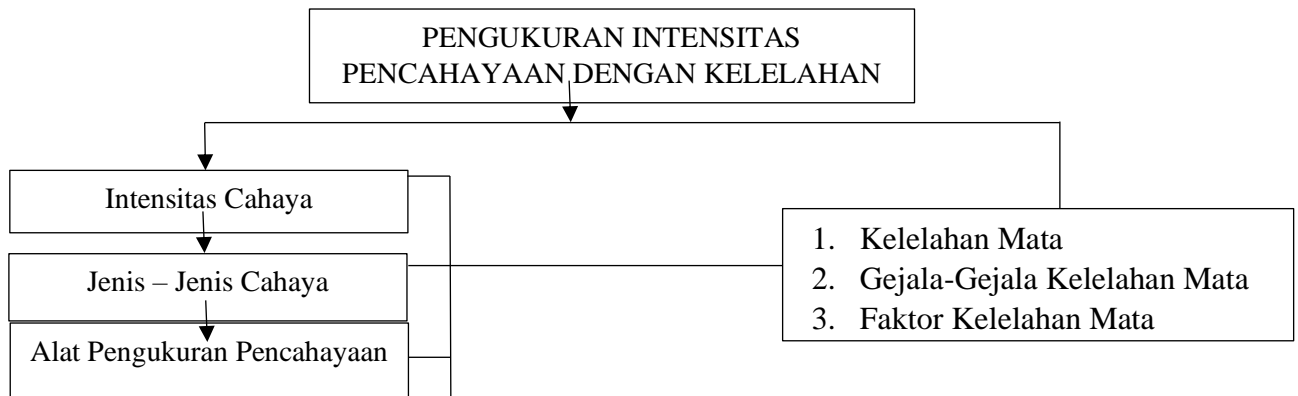 PENGUKURAN INTENSITAS
PENCAHAYAAN DENGAN KELELAHAN
Intensitas Cahaya
Jenis – Jenis Cahaya
Alat Pengukuran Pencahayaan
1. Kelelahan Mata
2. Gejala-Gejala Kelelahan Mata
3. Faktor Kelelahan Mata